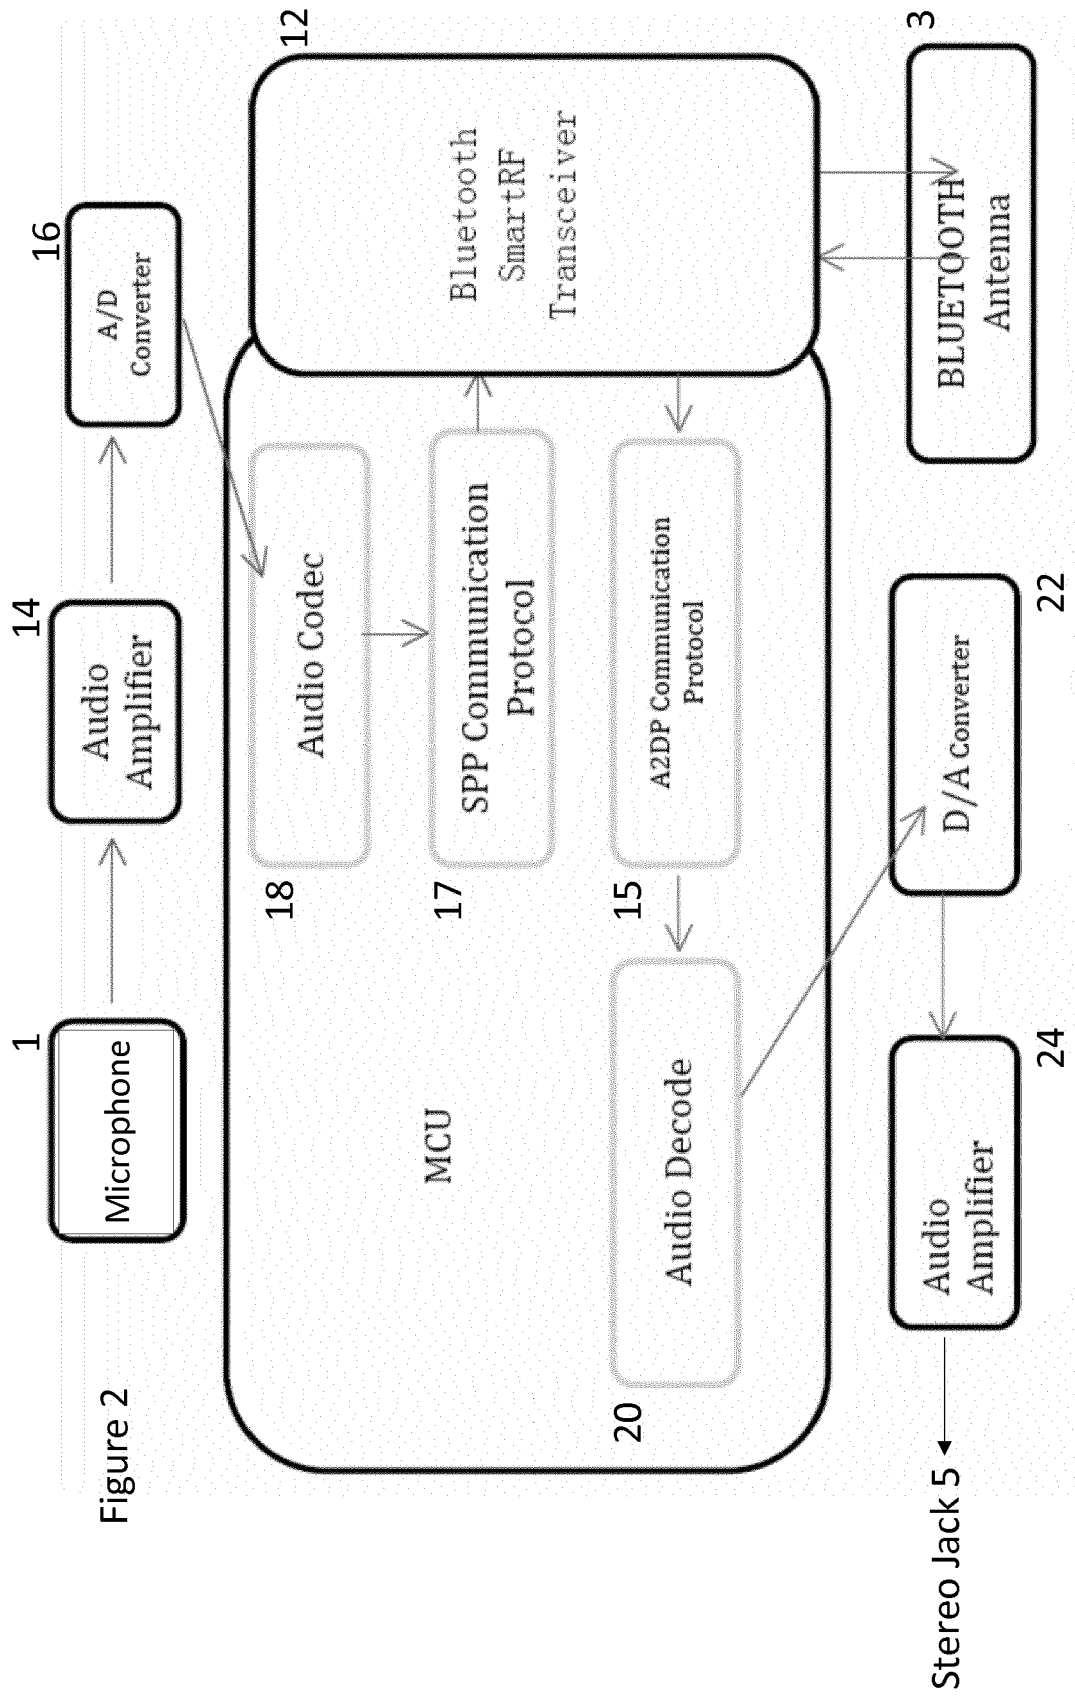 Figure 2
1
Microphone
14
Audio
Amplifier
16
A/D
Converter
12
Bluetooth
SmartRF
Transceiver
MCU
18
Audio Codec
17
SPP Communication
Protocol
15
A2DP Communication
Protocol
20
Audio Decode
3
BLUETOOTH
Antenna
22
D/A Converter
24
Audio
Amplifier
Stereo Jack 5